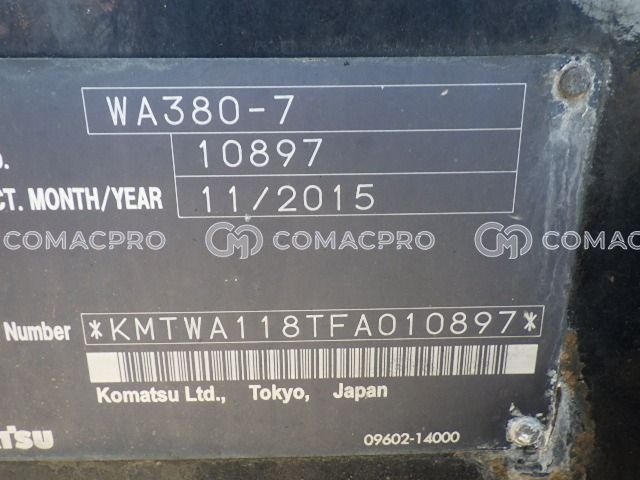 WA380-7
O. 10897
CT. MONTH/YEAR 11/2015
COMACPRO COMACPRO COMACPRO
Number *KMTWA118TFA010897*
Komatsu Ltd., Tokyo, Japan
ATSU 09602-14000